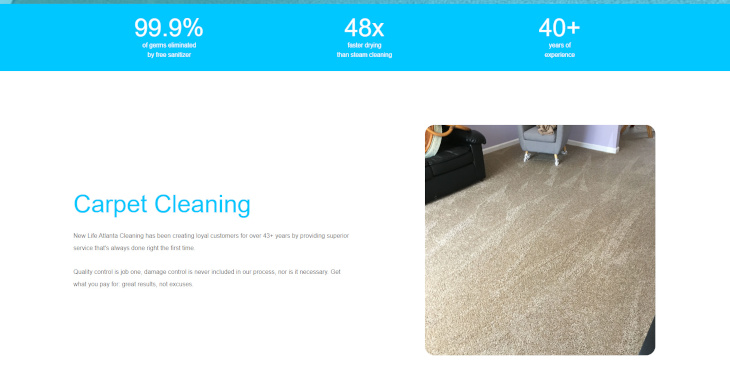 99.9%
of germs eliminated
by free sanitizer
48x
faster drying
than steam cleaning
40+
years of
experience
Carpet Cleaning
New Life Atlanta Cleaning has been creating loyal customers for over 43+ years by providing superior
service that's always done right the first time.
Quality control is job one, damage control is never included in our process, nor is it necessary. Get
what you pay for: great results, not excuses.